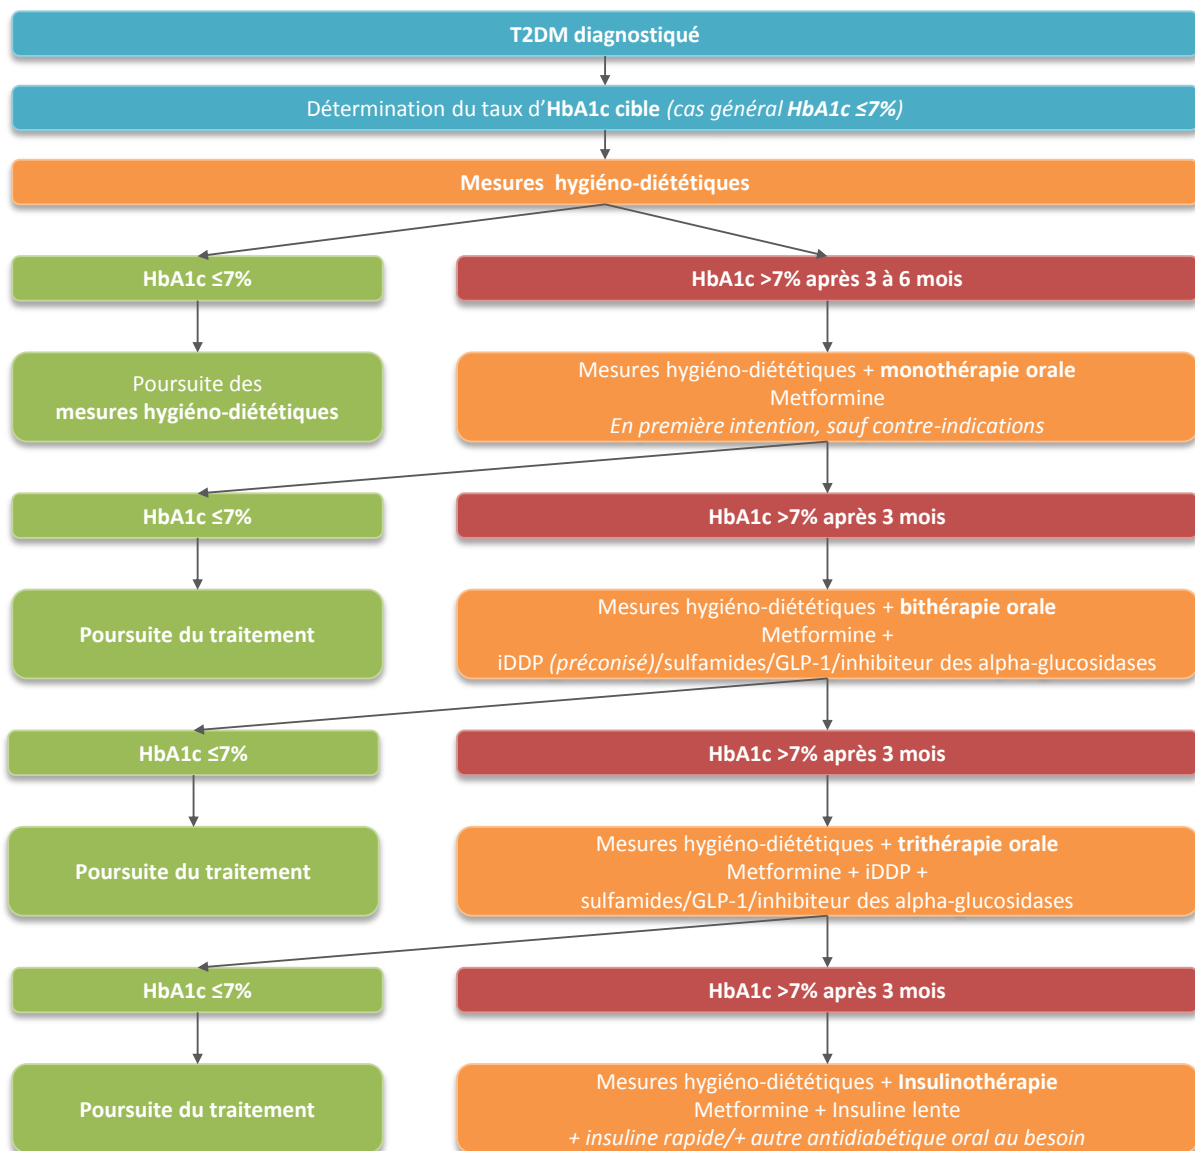 T2DM diagnostiqué
Détermination du taux d'HbA1c cible (cas général HbA1c ≤7%)
Mesures hygiéno-diététiques
HbA1c ≤7%
HbA1c >7% après 3 à 6 mois
Poursuite des
mesures hygiéno-diététiques
Mesures hygiéno-diététiques + monothérapie orale
Metformine
En première intention, sauf contre-indications
HbA1c ≤7%
HbA1c >7% après 3 mois
Poursuite du traitement
Mesures hygiéno-diététiques + bithérapie orale
Metformine +
iDDP (préconisé)/sulfamides/GLP-1/inhibiteur des alpha-glucosidases
HbA1c ≤7%
HbA1c >7% après 3 mois
Poursuite du traitement
Mesures hygiéno-diététiques + trithérapie orale
Metformine + iDDP +
sulfamides/GLP-1/inhibiteur des alpha-glucosidases
HbA1c ≤7%
HbA1c >7% après 3 mois
Poursuite du traitement
Mesures hygiéno-diététiques + Insulinothérapie
Metformine + Insuline lente
+ insuline rapide/+ autre antidiabétique oral au besoin